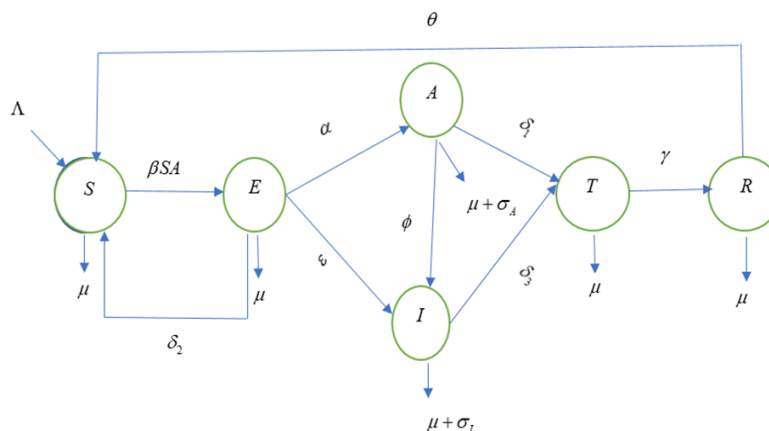 θ
A
Λ
α
δ₁
βSA
γ
S
E
T
R
μ + σ_A
ϕ
μ
μ
ε
δ₃
μ
μ
I
δ₂
μ + σ_I